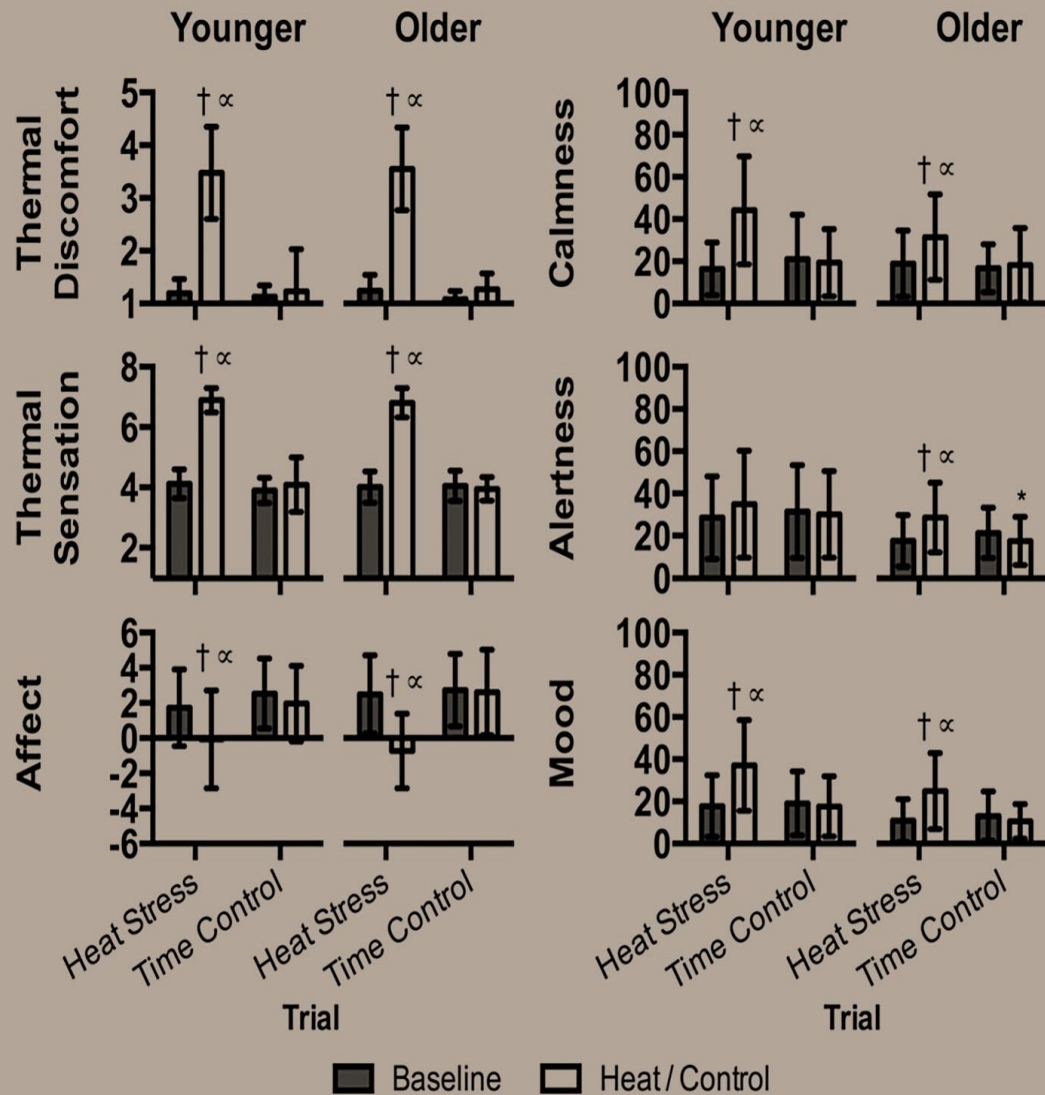 Younger Older
Thermal Discomfort
5
4
3
2
1
† ∝ † ∝
Thermal Sensation
8
6
4
2
† ∝ † ∝
Affect
6
4
2
0
-2
-4
-6
† ∝ † ∝
Heat Stress Time Control Heat Stress Time Control
Trial
Younger Older
Calmness
100
80
60
40
20
0
† ∝ † ∝
Alertness
100
80
60
40
20
0
† ∝ *
Mood
100
80
60
40
20
0
† ∝ † ∝
Heat Stress Time Control Heat Stress Time Control
Trial
Baseline Heat / Control